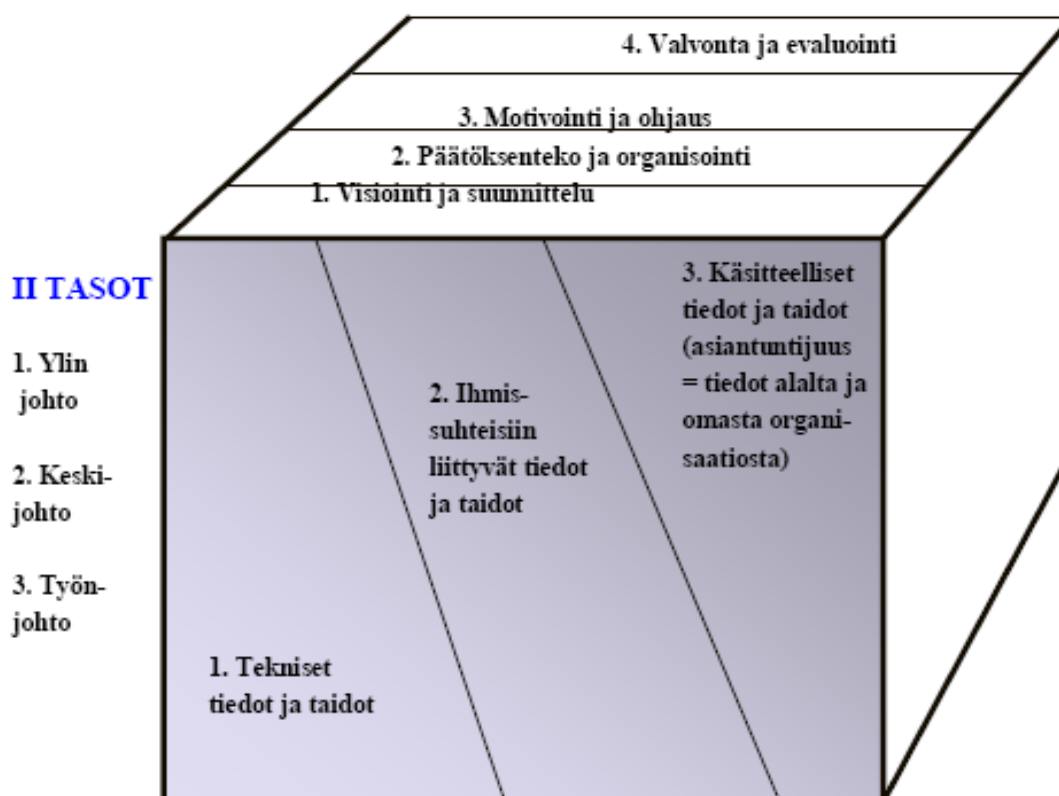 4. Valvonta ja evaluointi
3. Motivointi ja ohjaus
2. Päätöksenteko ja organisointi
1. Visiointi ja suunnittelu
II TASOT
1. Ylin
johto
2. Keski-
johto
3. Työn-
johto
1. Tekniset
tiedot ja taidot
2. Ihmis-
suhteisiin
liittyvät tiedot
ja taidot
3. Käsitteelliset
tiedot ja taidot
(asiantuntijuus
= tiedot alalta ja
omasta organi-
saatiosta)